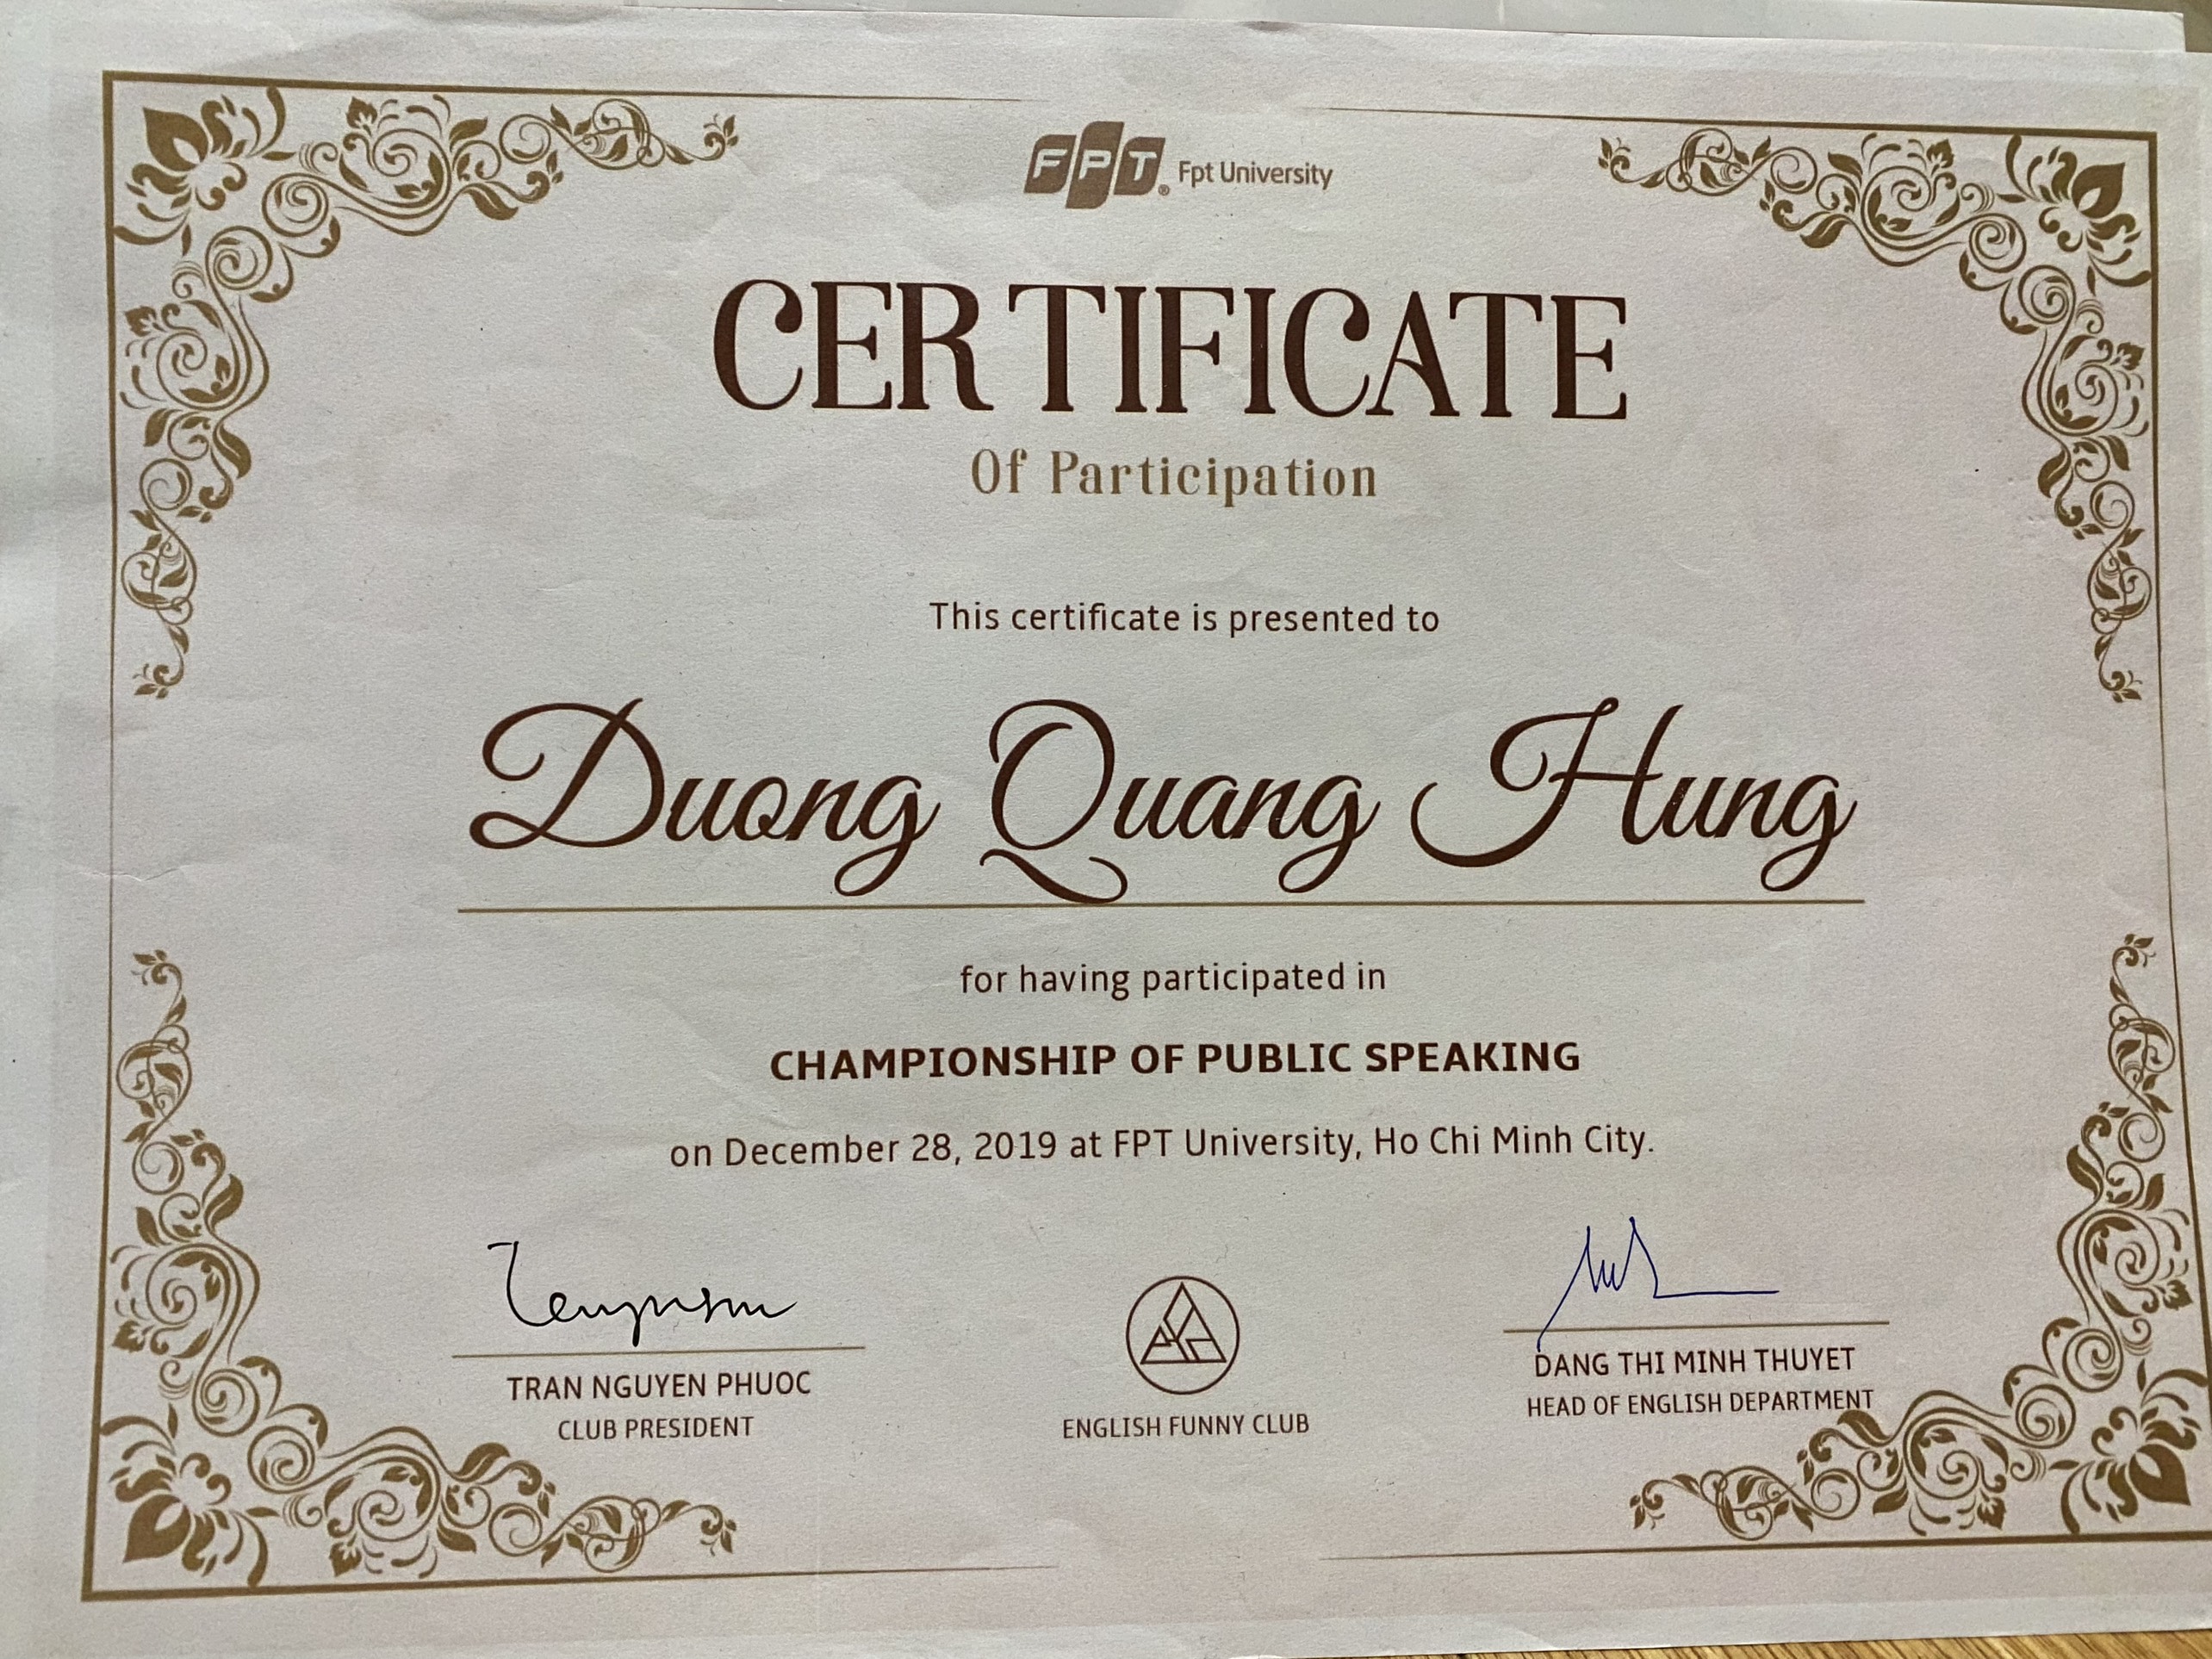 FPT® Fpt University
CERTIFICATE
Of Participation
This certificate is presented to
Duong Quang Hung
for having participated in
CHAMPIONSHIP OF PUBLIC SPEAKING
on December 28, 2019 at FPT University, Ho Chi Minh City.
TRAN NGUYEN PHUOC
CLUB PRESIDENT
ENGLISH FUNNY CLUB
DANG THI MINH THUYET
HEAD OF ENGLISH DEPARTMENT